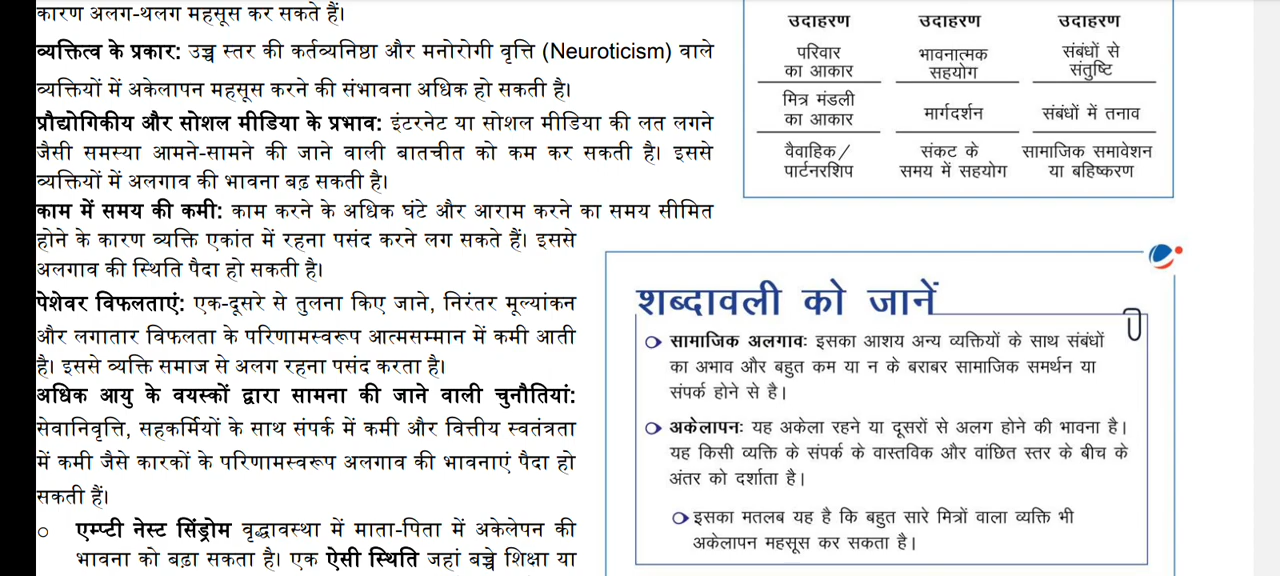 कारण अलग-थलग महसूस कर सकते हैं।
व्यक्तित्व के प्रकार: उच्च स्तर की कर्तव्यनिष्ठा और मनोरोगी वृत्ति (Neuroticism) वाले
व्यक्तियों में अकेलापन महसूस करने की संभावना अधिक हो सकती है।
प्रौद्योगिकीय और सोशल मीडिया के प्रभाव: इंटरनेट या सोशल मीडिया की लत लगने
जैसी समस्या आमने-सामने की जाने वाली बातचीत को कम कर सकती है। इससे
व्यक्तियों में अलगाव की भावना बढ़ सकती है।
काम में समय की कमी: काम करने के अधिक घंटे और आराम करने का समय सीमित
होने के कारण व्यक्ति एकांत में रहना पसंद करने लग सकते हैं। इससे
अलगाव की स्थिति पैदा हो सकती है।
पेशेवर विफलताएं: एक-दूसरे से तुलना किए जाने, निरंतर मूल्यांकन
और लगातार विफलता के परिणामस्वरूप आत्मसम्मान में कमी आती
है। इससे व्यक्ति समाज से अलग रहना पसंद करता है।
अधिक आयु के वयस्कों द्वारा सामना की जाने वाली चुनौतियां:
सेवानिवृत्ति, सहकर्मियों के साथ संपर्क में कमी और वित्तीय स्वतंत्रता
में कमी जैसे कारकों के परिणामस्वरूप अलगाव की भावनाएं पैदा हो
सकती हैं।
o एम्प्टी नेस्ट सिंड्रोम वृद्धावस्था में माता-पिता में अकेलेपन की
भावना को बढ़ा सकता है। एक ऐसी स्थिति जहां बच्चे शिक्षा या
उदाहरण उदाहरण उदाहरण
परिवार भावनात्मक संबंधों से
का आकार सहयोग संतुष्टि
मित्र मंडली मार्गदर्शन संबंधों में तनाव
का आकार
वैवाहिक/ संकट के सामाजिक समावेशन
पार्टनरशिप समय में सहयोग या बहिष्करण
शब्दावली को जानें
सामाजिक अलगावः इसका आशय अन्य व्यक्तियों के साथ संबंधों
का अभाव और बहुत कम या न के बराबर सामाजिक समर्थन या
संपर्क होने से है।
अकेलापनः यह अकेला रहने या दूसरों से अलग होने की भावना है।
यह किसी व्यक्ति के संपर्क के वास्तविक और वांछित स्तर के बीच के
अंतर को दर्शाता है।
इसका मतलब यह है कि बहुत सारे मित्रों वाला व्यक्ति भी
अकेलापन महसूस कर सकता है।